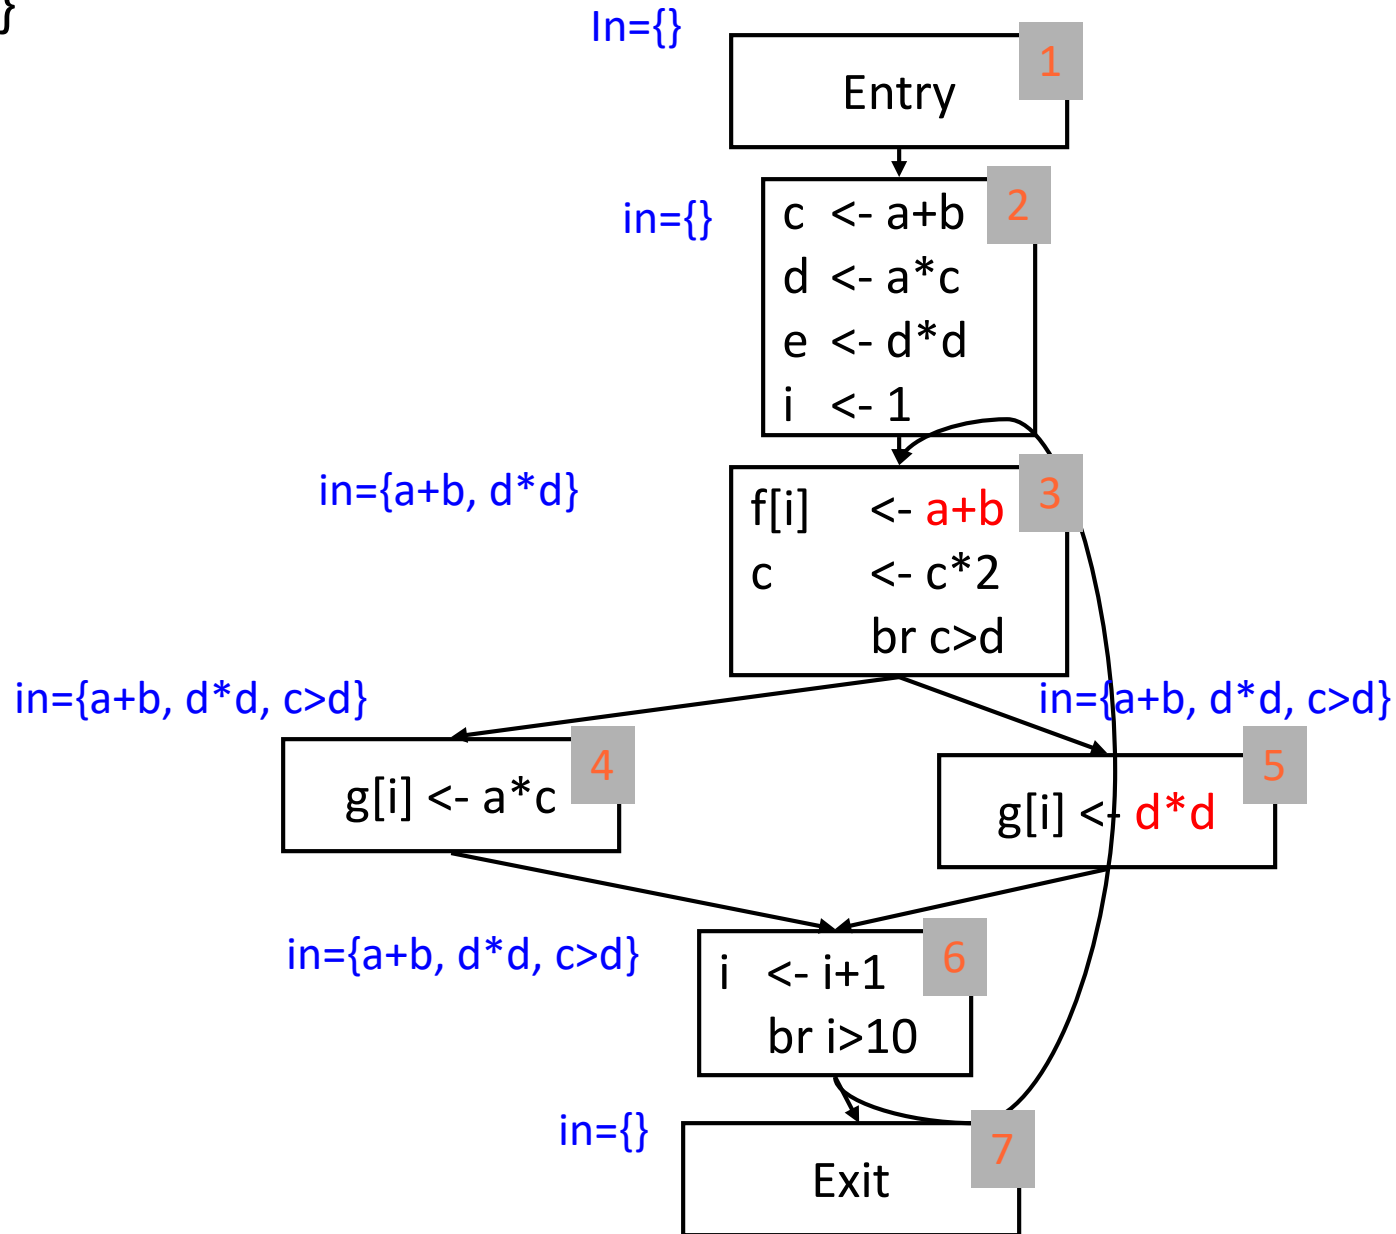 }
In={}
1
Entry
in={}
2
c <- a+b
d <- a*c
e <- d*d
i <- 1
in={a+b, d*d}
3
f[i] <- a+b
c <- c*2
br c>d
in={a+b, d*d, c>d}
in={a+b, d*d, c>d}
4
g[i] <- a*c
5
g[i] <- d*d
in={a+b, d*d, c>d}
6
i <- i+1
br i>10
in={}
7
Exit